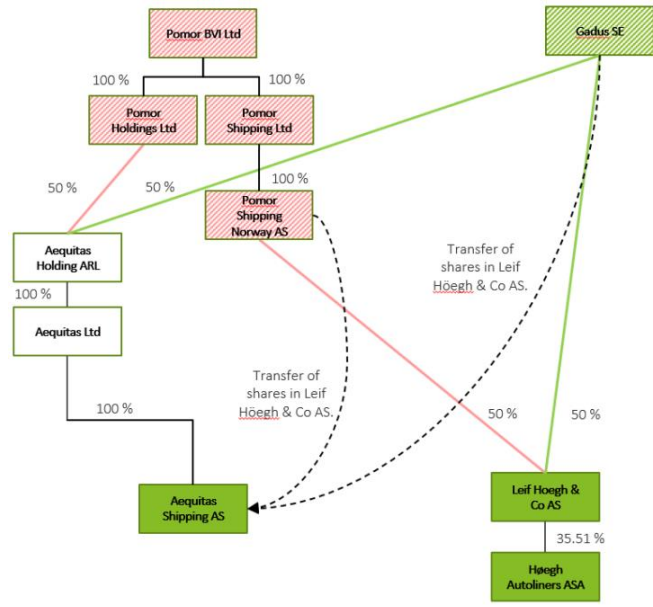 Pomor BVI Ltd
Gadus SE
100 %
100 %
Pomor
Holdings Ltd
Pomor
Shipping Ltd
50 %
50 %
100 %
Pomor
Shipping
Norway AS
Aequitas
Holding ARL
100 %
Aequitas Ltd
Transfer of
shares in Leif
Höegh & Co AS.
Transfer of
shares in Leif
Höegh & Co AS.
100 %
50 %
50 %
Aequitas
Shipping AS
Leif Hoegh &
Co AS
35.51 %
Høegh
Autoliners ASA